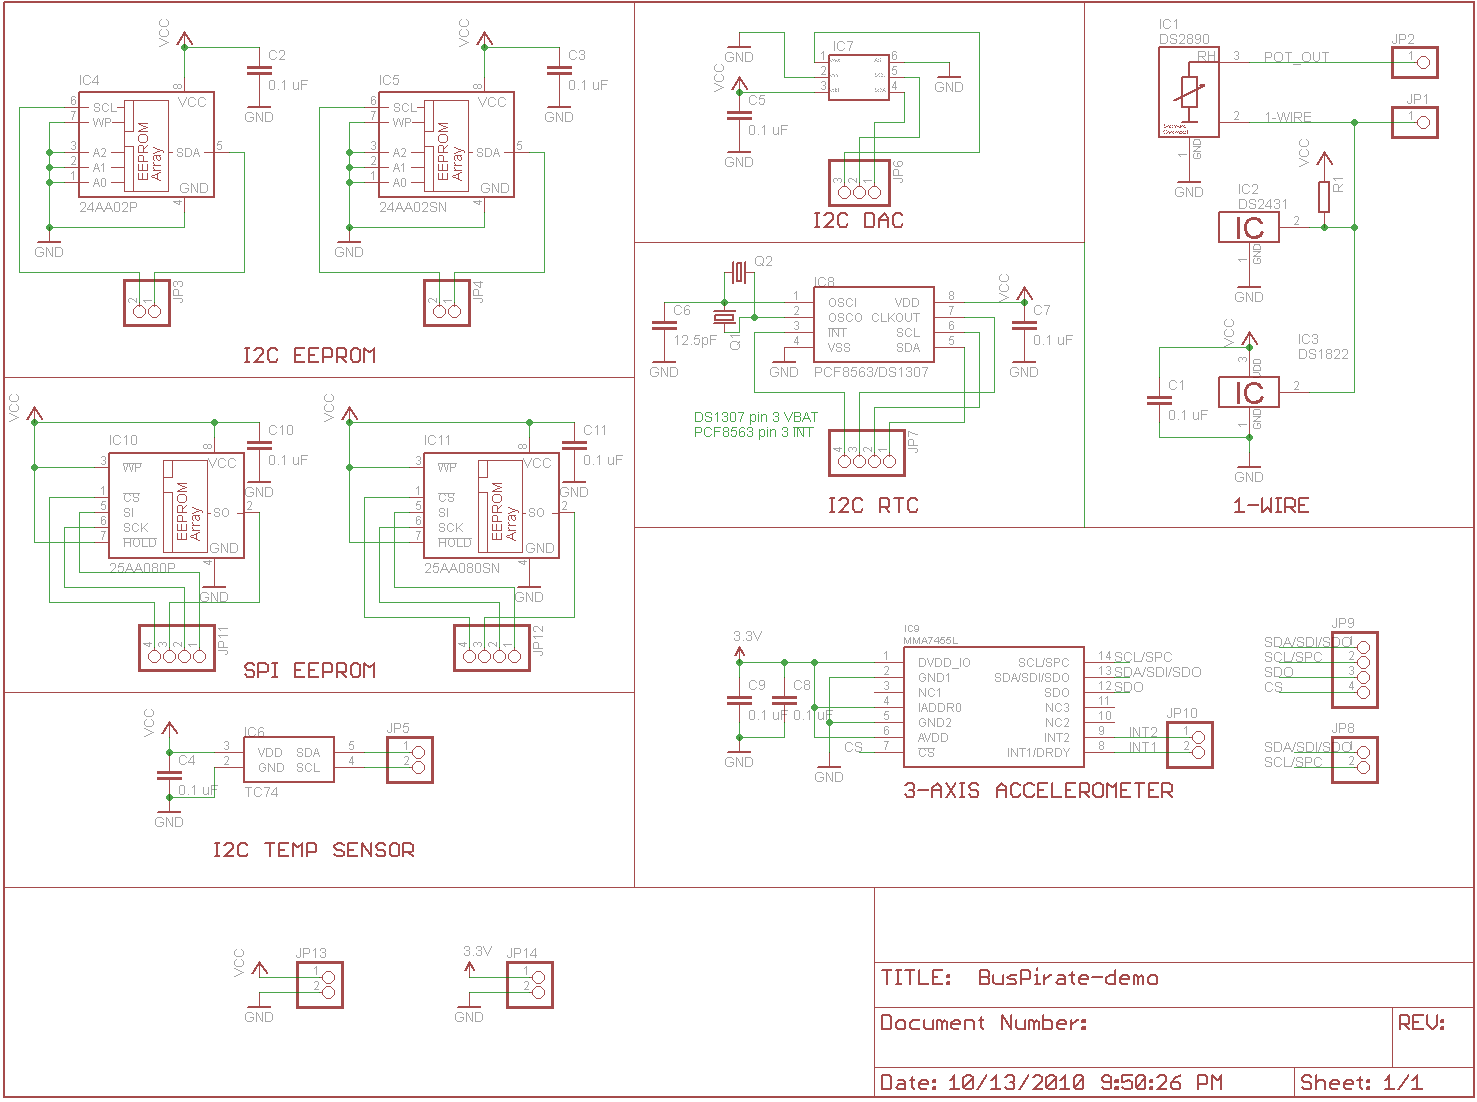 VCC
C2
0.1 uF
GND
IC4
8
VCC
6
SCL
7
WP
3
A2
2
A1
1
A0
EEPROM
Array
SDA
5
GND
4
24AA02P
GND
2
1
JP3
VCC
C3
0.1 uF
GND
IC5
8
VCC
6
SCL
7
WP
3
A2
2
A1
1
A0
EEPROM
Array
SDA
5
GND
4
24AA02SN
GND
2
1
JP4
I2C EEPROM
VCC
C10
0.1 uF
GND
IC10
8
VCC
3
WP
1
CS
5
SI
6
SCK
7
HOLD
EEPROM
Array
SO
2
GND
4
25AA080P
GND
4
3
2
1
JP11
VCC
C11
0.1 uF
GND
IC11
8
VCC
3
WP
1
CS
5
SI
6
SCK
7
HOLD
EEPROM
Array
SO
2
GND
4
25AA080SN
GND
4
3
2
1
JP12
SPI EEPROM
VCC
C4
0.1 uF
GND
IC6
3
VDD
SDA
5
2
GND
SCL
4
TC74
JP5
1
2
I2C TEMP SENSOR
GND
VCC
C5
0.1 uF
GND
IC7
1
2
3
6
5
4
GND
3
2
1
JP6
I2C DAC
Q2
C6
12.5pF
GND
Q1
IC8
1
OSCI
VDD
8
2
OSCO
CLKOUT
7
3
INT
SCL
6
4
VSS
SDA
5
PCF8563/DS1307
GND
VCC
C7
0.1 uF
GND
DS1307 pin 3 VBAT
PCF8563 pin 3 INT
4
3
2
1
JP7
I2C RTC
IC1
DS2890
RH
3
POT_OUT
JP2
1
2
1-WIRE
JP1
1
1
GND
GND
VCC
R1
IC2
DS2431
IC
2
1
GND
GND
VCC
IC3
DS1822
3
VDD
IC
2
1
GND
C1
0.1 uF
GND
1-WIRE
3.3V
C9
0.1 uF
C8
0.1 uF
GND
GND
IC9
MMA7455L
1
DVDD_IO
SCL/SPC
14
SCL/SPC
2
GND1
SDA/SDI/SDO
13
SDA/SDI/SDO
3
NC1
SDO
12
SDO
4
IADDR0
NC3
11
5
GND2
NC2
10
6
AVDD
INT2
9
INT2
CS
7
CS
INT1/DRDY
8
INT1
JP10
1
2
JP9
SDA/SDI/SDO
1
SCL/SPC
2
SDO
3
CS
4
JP8
SDA/SDI/SDO
1
SCL/SPC
2
3-AXIS ACCELEROMETER
VCC
GND
JP13
1
2
3.3V
GND
JP14
1
2
TITLE: BusPirate-demo
Document Number:
REV:
Date: 10/13/2010 9:50:26 PM
Sheet: 1/1